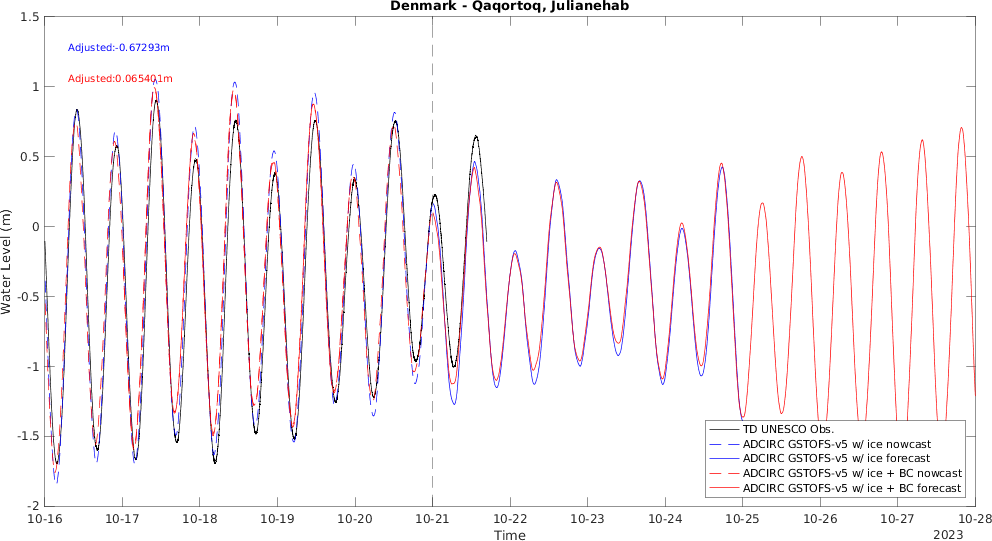 Denmark - Qaqortoq, Julianehab
Adjusted:-0.67293m
Adjusted:0.065401m
1.5
1
0.5
0
-0.5
-1
-1.5
-2
Water Level (m)
TD UNESCO Obs.
ADCIRC GSTOFS-v5 w/ ice nowcast
ADCIRC GSTOFS-v5 w/ ice forecast
ADCIRC GSTOFS-v5 w/ ice + BC nowcast
ADCIRC GSTOFS-v5 w/ ice + BC forecast
10-16 10-17 10-18 10-19 10-20 10-21 10-22 10-23 10-24 10-25 10-26 10-27 10-28
Time
2023